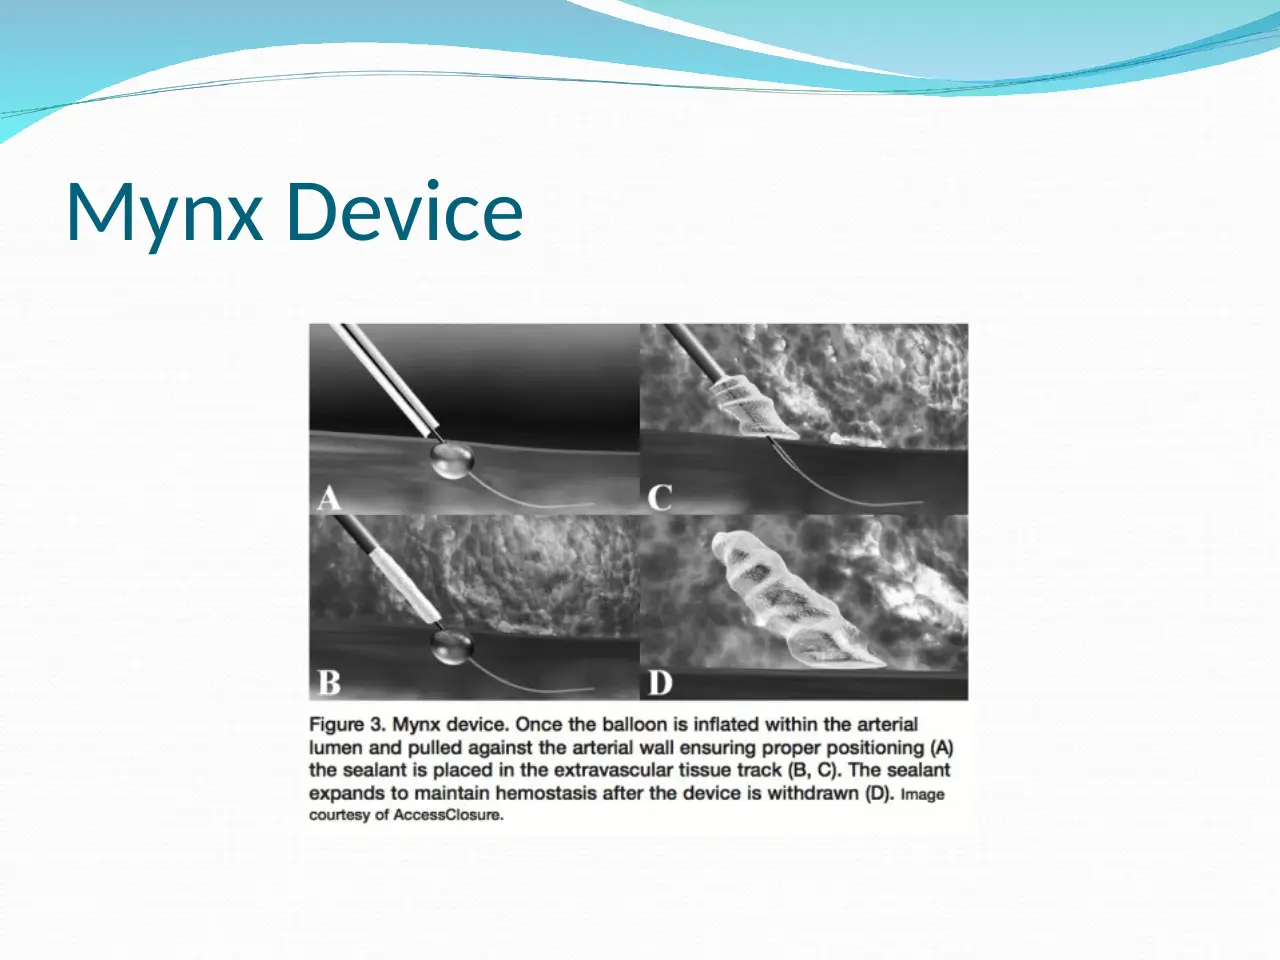 Mynx Device
A
C
B
D
Figure 3. Mynx device. Once the balloon is inflated within the arterial
lumen and pulled against the arterial wall ensuring proper positioning (A)
the sealant is placed in the extravascular tissue track (B, C). The sealant
expands to maintain hemostasis after the device is withdrawn (D). Image
courtesy of AccessClosure.